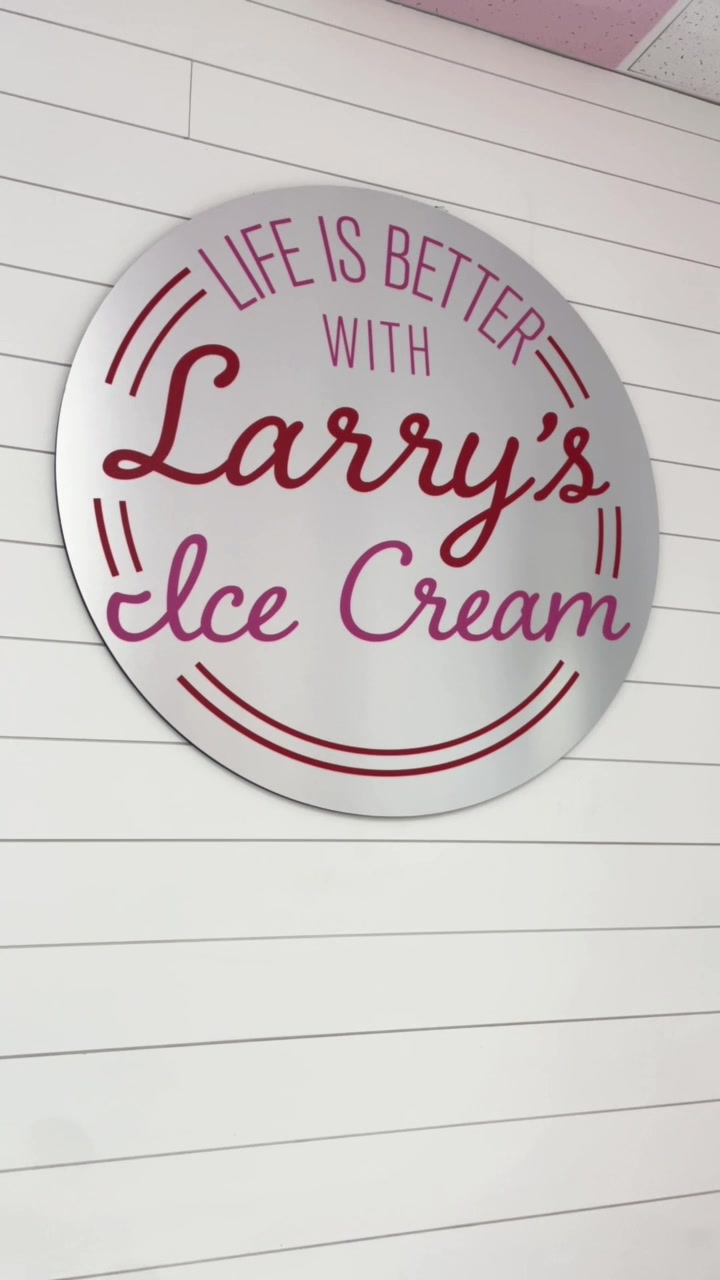 LIFE IS BETTER
WITH
Larry's
Ice Cream